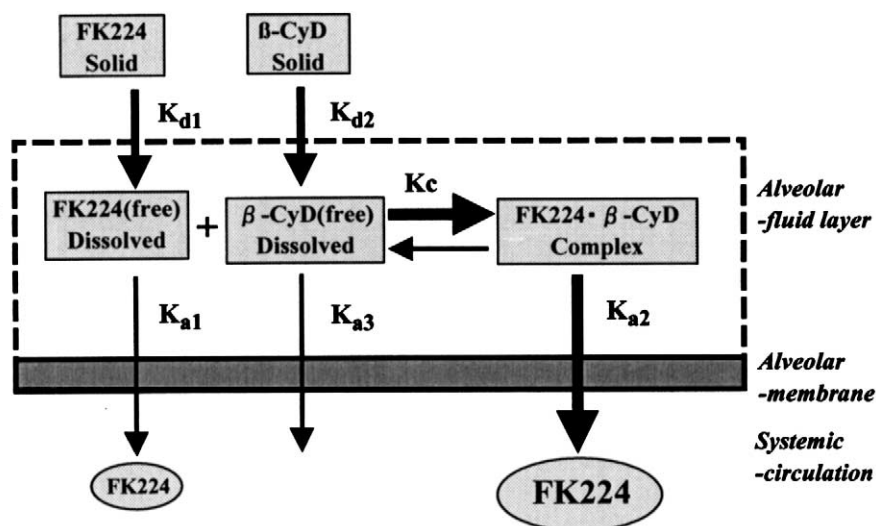 FK224
Solid
ß-CyD
Solid
Kd1
Kd2
FK224(free)
Dissolved
+
β-CyD(free)
Dissolved
Kc
FK224・β-CyD
Complex
Alveolar
-fluid layer
Ka1
Ka3
Ka2
Alveolar
-membrane
Systemic
-circulation
FK224
FK224